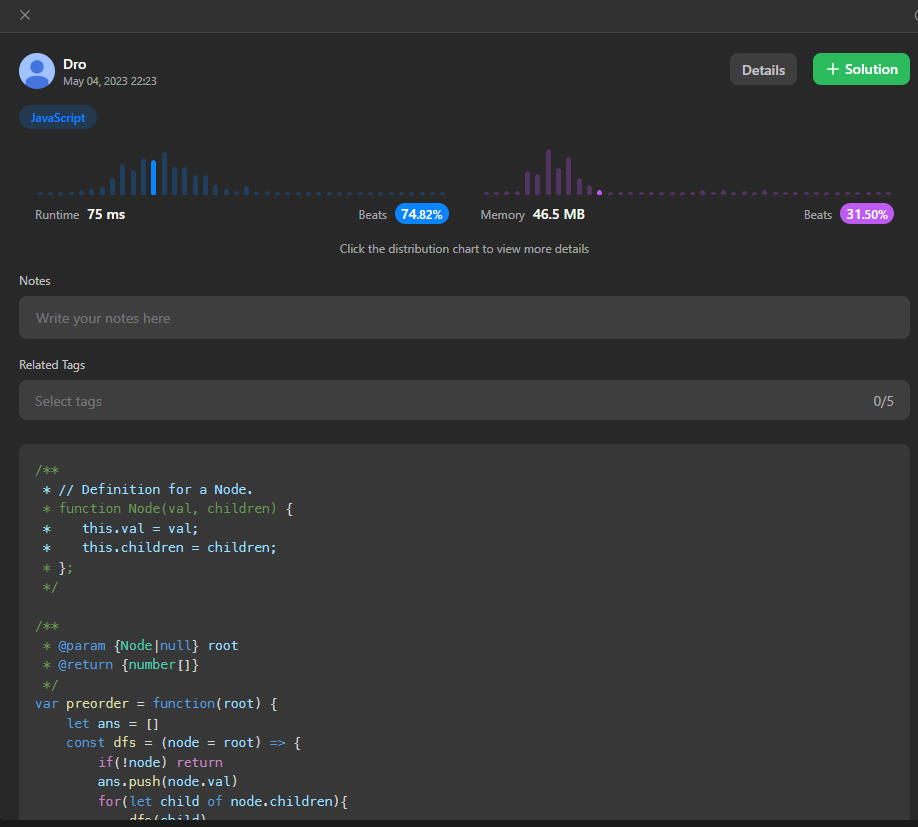 Dro
May 04, 2023 22:23
Details
+ Solution
JavaScript
Runtime 75 ms
Beats 74.82%
Memory 46.5 MB
Beats 31.50%
Click the distribution chart to view more details
Notes
Write your notes here
Related Tags
Select tags
0/5
/**
 * // Definition for a Node.
 * function Node(val, children) {
 *    this.val = val;
 *    this.children = children;
 * };
 */

/**
 * @param {Node|null} root
 * @return {number[]}
 */
var preorder = function(root) {
    let ans = []
    const dfs = (node = root) => {
        if(!node) return
        ans.push(node.val)
        for(let child of node.children){
            dfs(child)